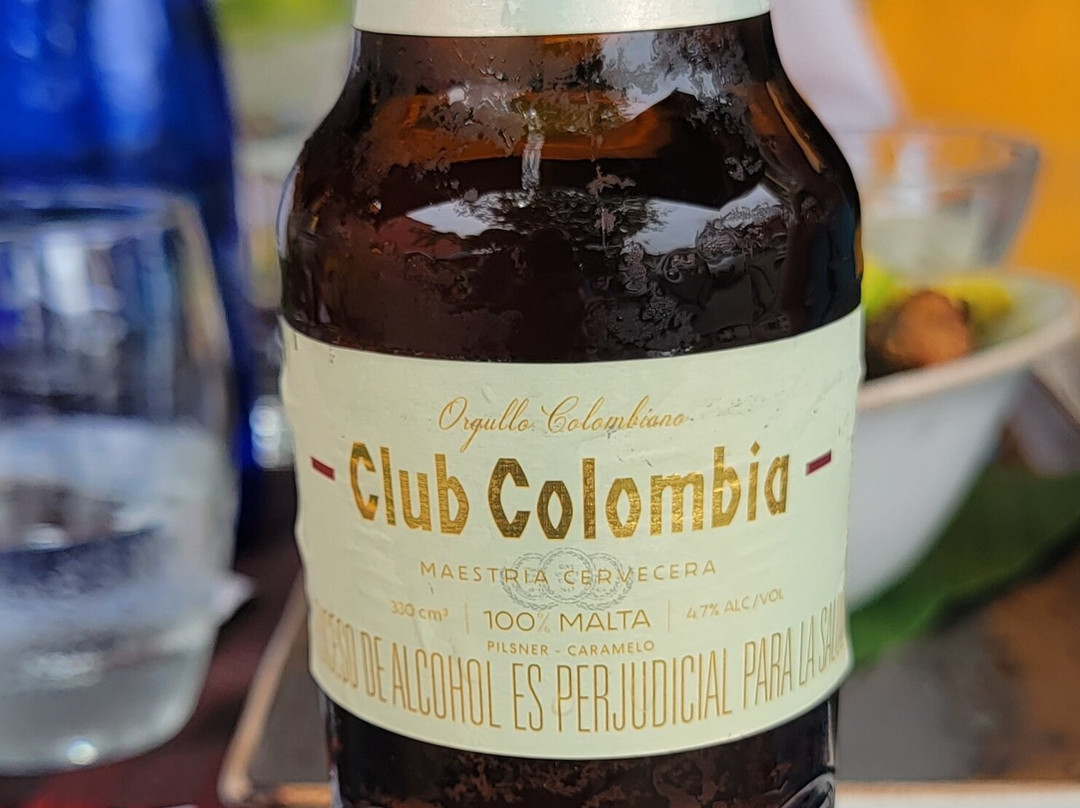 Orgullo Colombiano
Club Colombia
MAESTRIA CERVECERA
330 cm³ 100% MALTA 4.7% ALC/VOL
PILSNER - CARAMELO
DE ALCOHOL ES PERJUDICIAL PARA LA